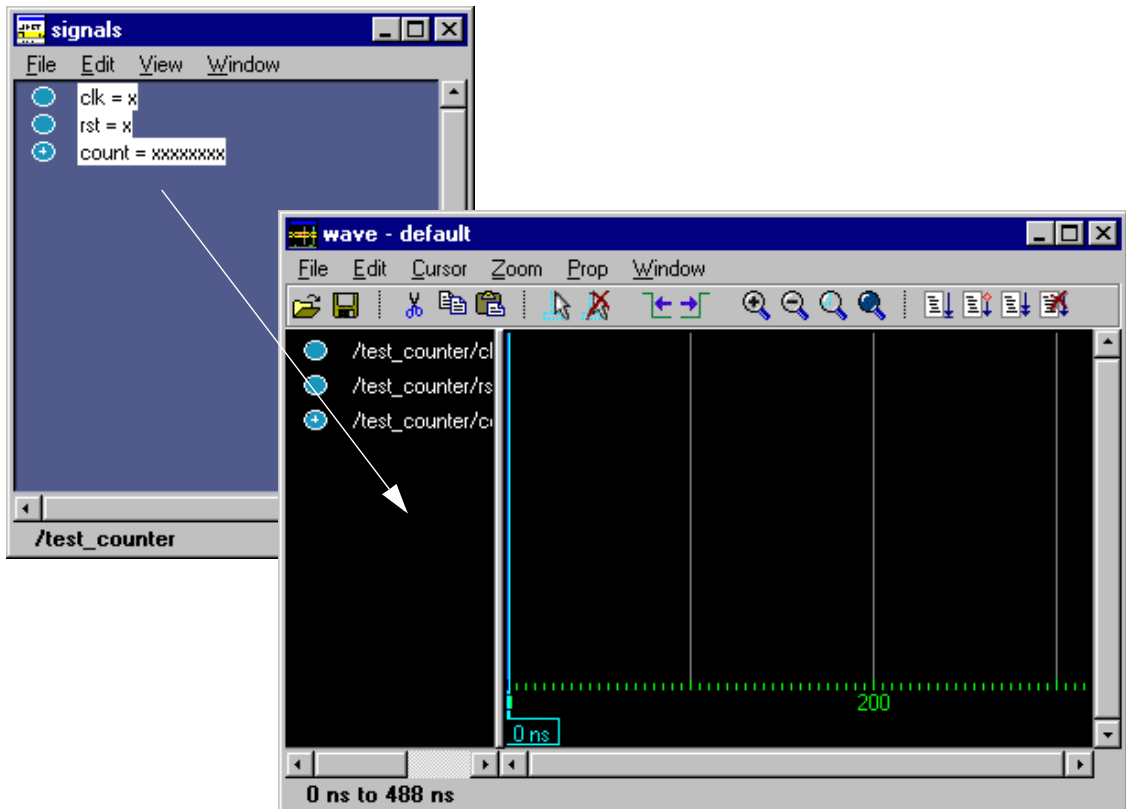 signals
File Edit View Window
clk = x
rst = x
count = xxxxxxxx
/test_counter
wave - default
File Edit Cursor Zoom Prop Window
/test_counter/cl
/test_counter/rs
/test_counter/c
200
0 ns
0 ns to 488 ns